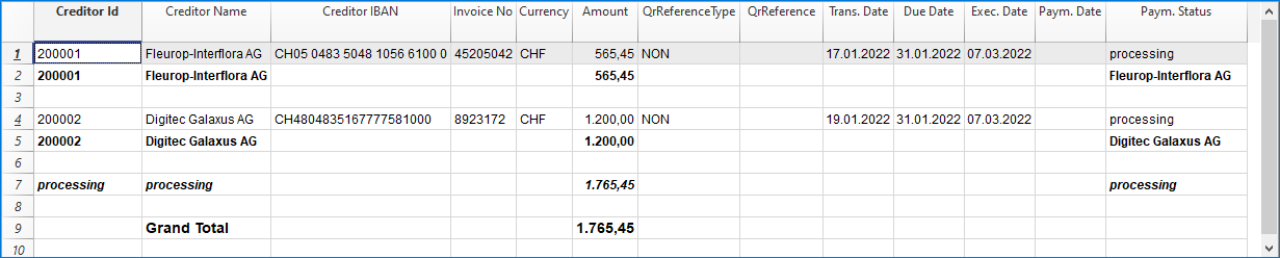 Creditor Id Creditor Name Creditor IBAN Invoice No Currency Amount QrReferenceType QrReference Trans. Date Due Date Exec. Date Paym. Date Paym. Status
1 200001 Fleurop-Interflora AG CH05 0483 5048 1056 6100 0 45205042 CHF 565,45 NON 17.01.2022 31.01.2022 07.03.2022 processing
2 200001 Fleurop-Interflora AG 565,45 Fleurop-Interflora AG
3
4 200002 Digitec Galaxus AG CH4804835167777581000 8923172 CHF 1.200,00 NON 19.01.2022 31.01.2022 07.03.2022 processing
5 200002 Digitec Galaxus AG 1.200,00 Digitec Galaxus AG
6
7 processing processing 1.765,45 processing
8
9 Grand Total 1.765,45
10